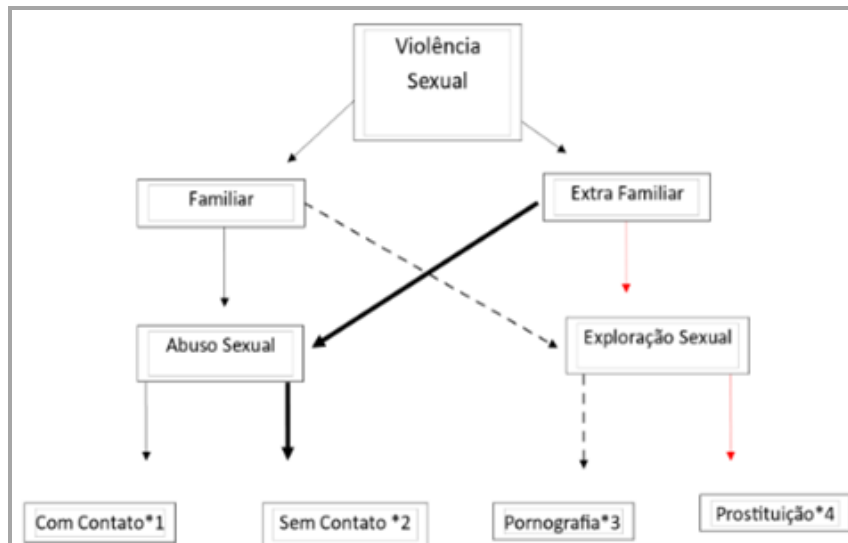 Violência
Sexual
Familiar
Extra Familiar
Abuso Sexual
Exploração Sexual
Com Contato*1
Sem Contato *2
Pornografia*3
Prostituição*4